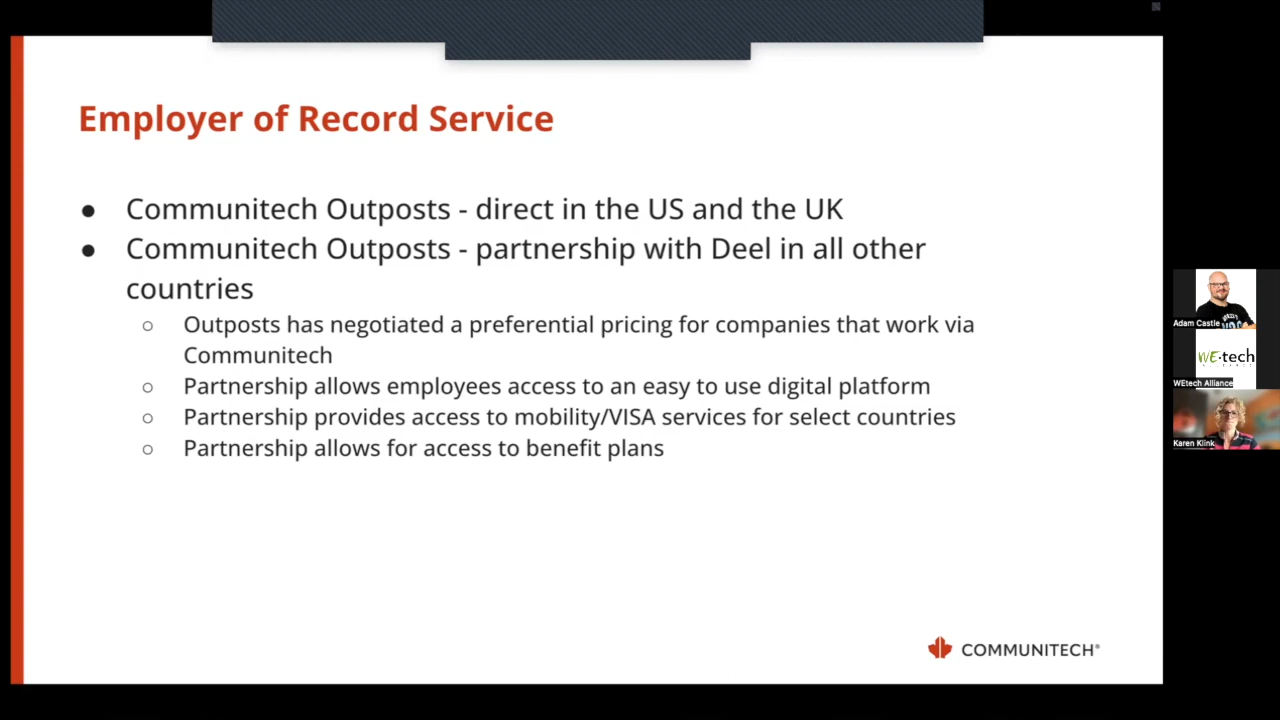 Employer of Record Service
● Communitech Outposts - direct in the US and the UK
● Communitech Outposts - partnership with Deel in all other
countries
○ Outposts has negotiated a preferential pricing for companies that work via
Communitech
○ Partnership allows employees access to an easy to use digital platform
○ Partnership provides access to mobility/VISA services for select countries
○ Partnership allows for access to benefit plans
COMMUNITECH®
Adam Castle
WE·tech
ALLIANCE
WEtech Alliance
Karen Klink